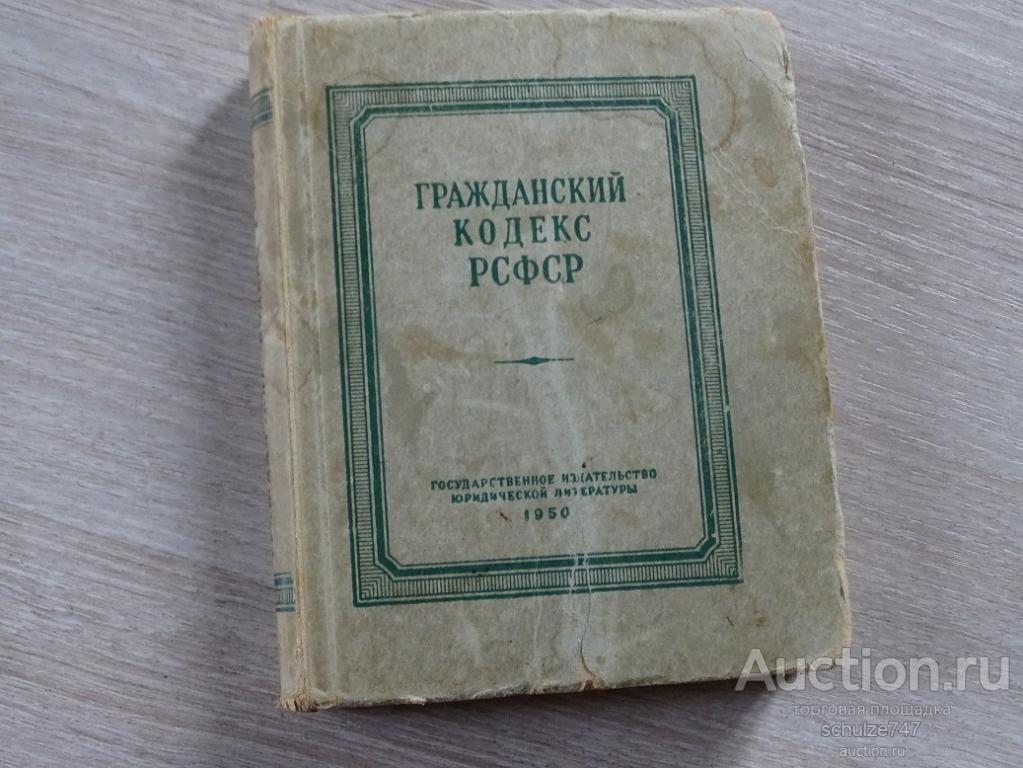 ГРАЖДАНСКИЙ
КОДЕКС
РСФСР
ГОСУДАРСТВЕННОЕ ИЗДАТЕЛЬСТВО
ЮРИДИЧЕСКОЙ ЛИТЕРАТУРЫ
1950
Auction.ru
торговая площадка
schulze747
auction.ru